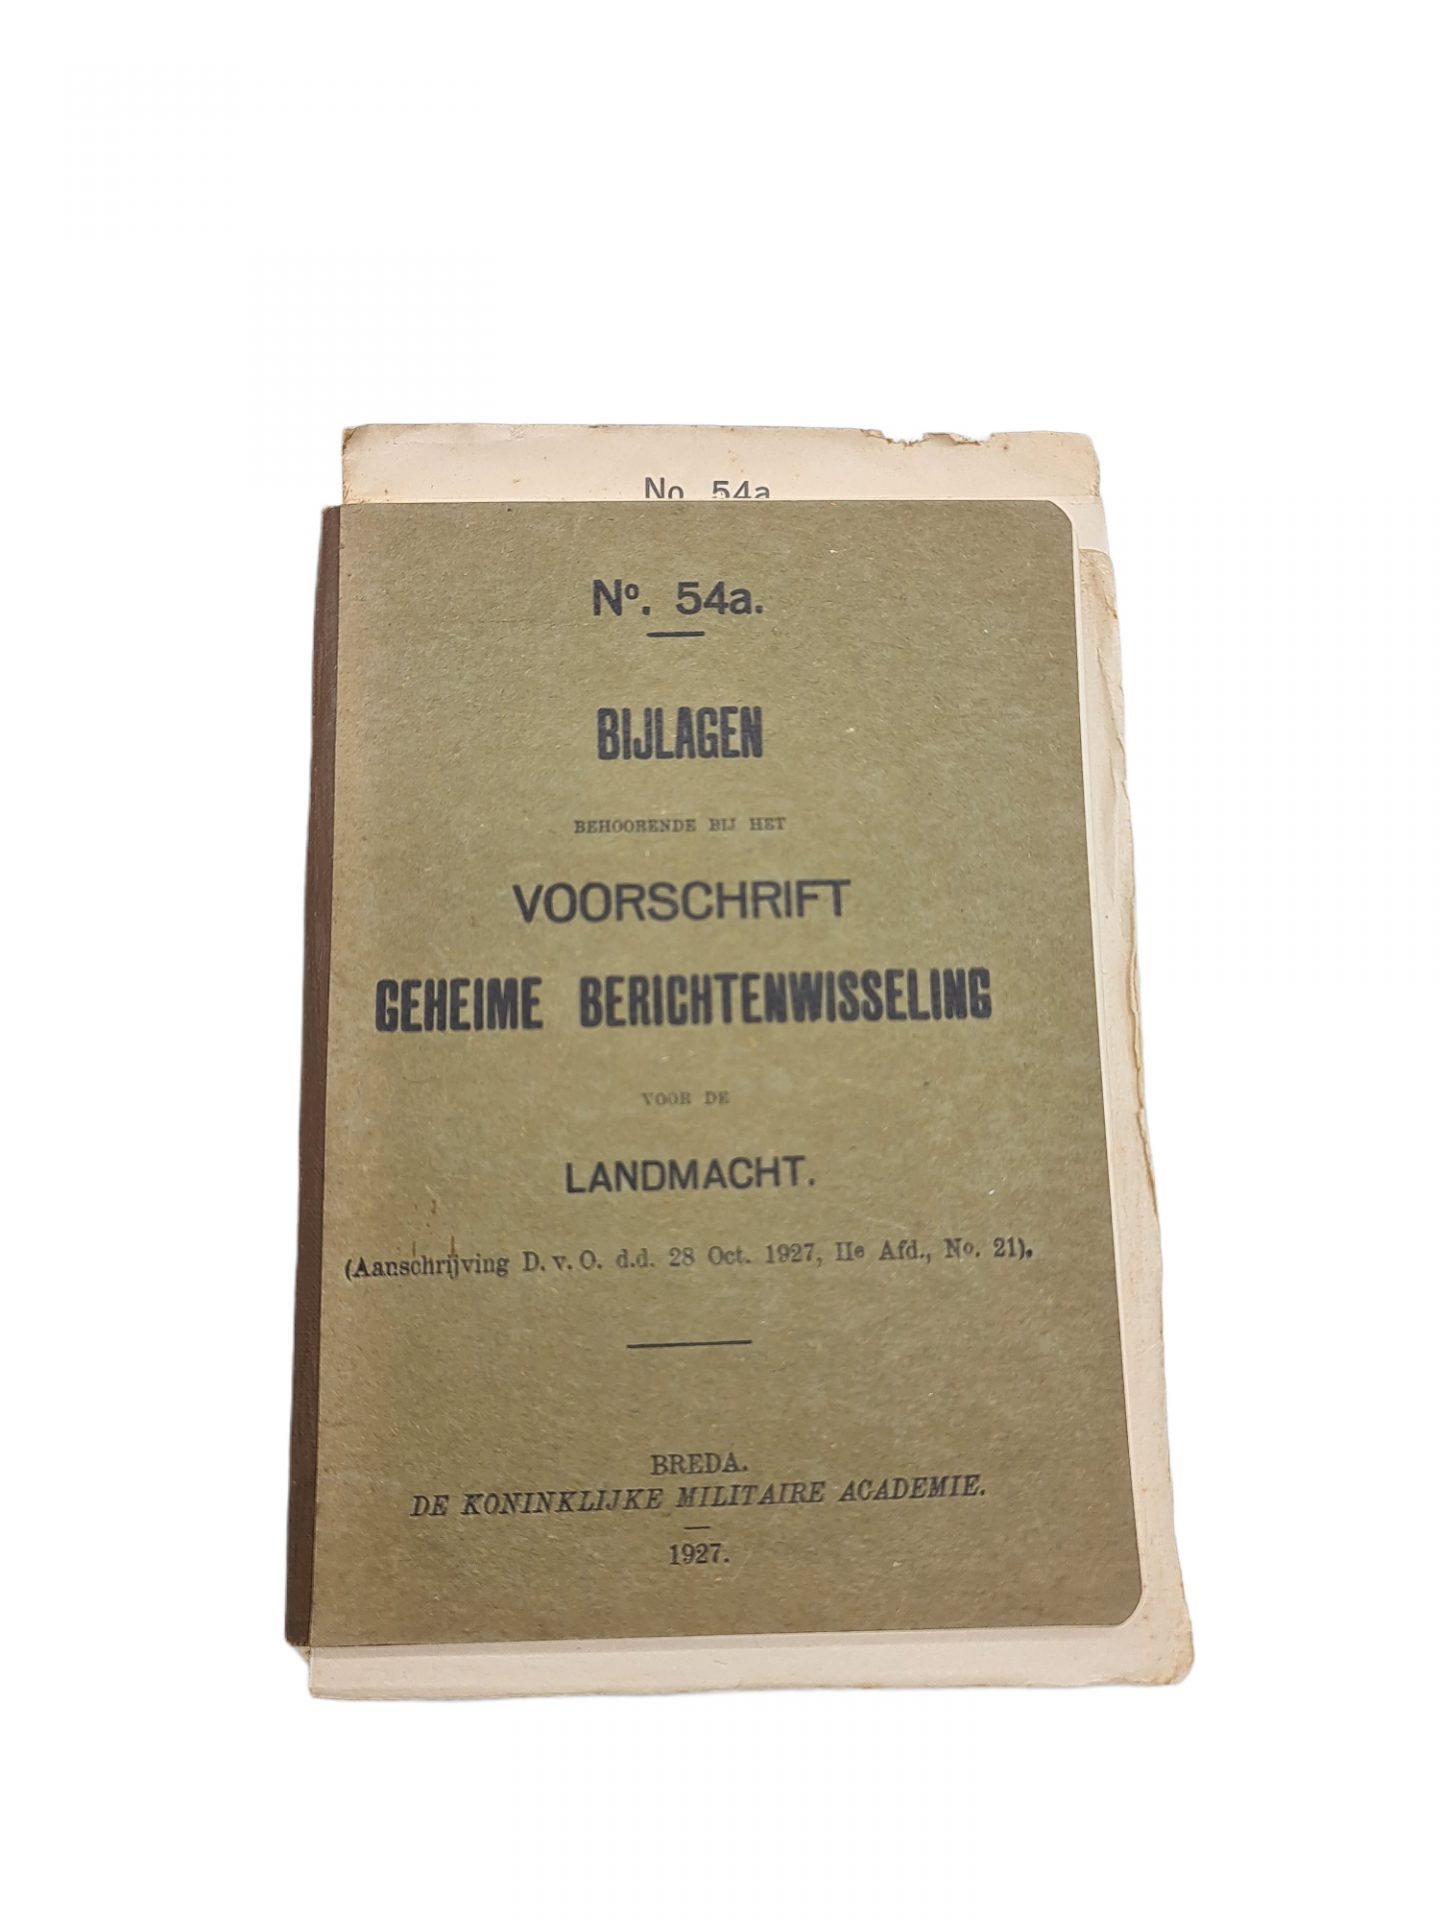 No. 54a
Nº. 54a.
BIJLAGEN
BEHOORENDE BIJ HET
VOORSCHRIFT
GEHEIME BERICHTENWISSELING
VOOR DE
LANDMACHT.
(Aanschrijving D. v. O. d.d. 28 Oct. 1927, IIe Afd., No. 21).
BREDA.
DE KONINKLIJKE MILITAIRE ACADEMIE.
1927.